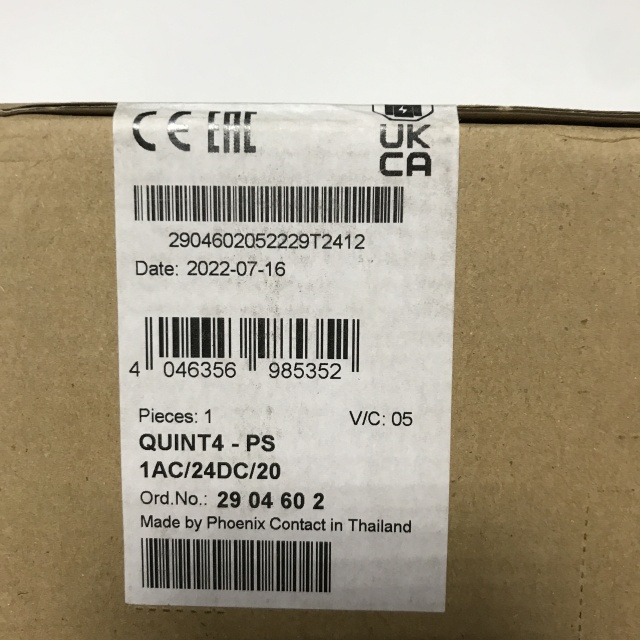 CE EAC
UK
CA
2904602052229T2412
Date: 2022-07-16
4 046356 985352
Pieces: 1 V/C: 05
QUINT4 - PS
1AC/24DC/20
Ord.No.: 29 04 60 2
Made by Phoenix Contact in Thailand